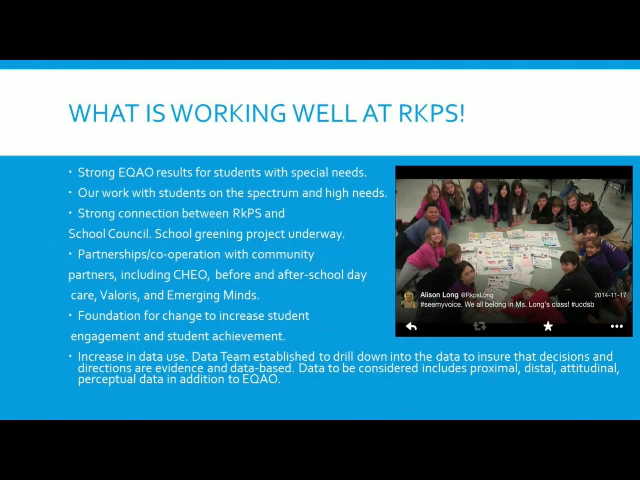 WHAT IS WORKING WELL AT RKPS!
• Strong EQAO results for students with special needs.
• Our work with students on the spectrum and high needs.
• Strong connection between RkPS and
School Council. School greening project underway.
• Partnerships/co-operation with community
partners, including CHEO, before and after-school day
care, Valoris, and Emerging Minds.
• Foundation for change to increase student
engagement and student achievement.
• Increase in data use. Data Team established to drill down into the data to insure that decisions and
directions are evidence and data-based. Data to be considered includes proximal, distal, attitudinal,
perceptual data in addition to EQAO.
Alison Long @RkpsLong 2014-11-17
#seemyvoice. We all belong in Ms. Long's class! #ucdsb